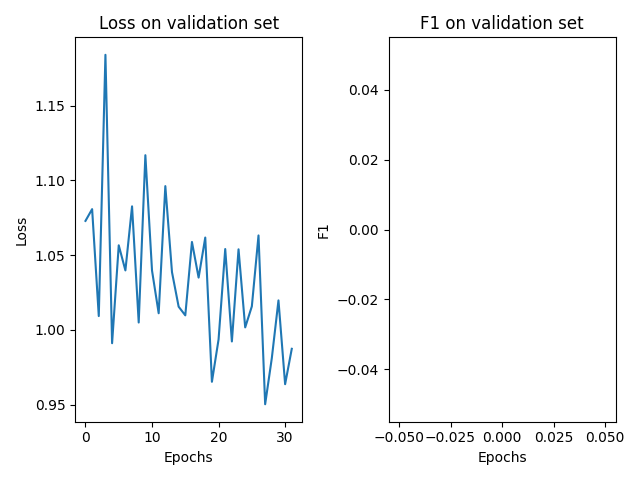 Loss on validation set
F1 on validation set
Loss
1.15
1.10
1.05
1.00
0.95
0 10 20 30
Epochs
F1
0.04
0.02
0.00
−0.02
−0.04
−0.050 −0.025 0.000 0.025 0.050
Epochs